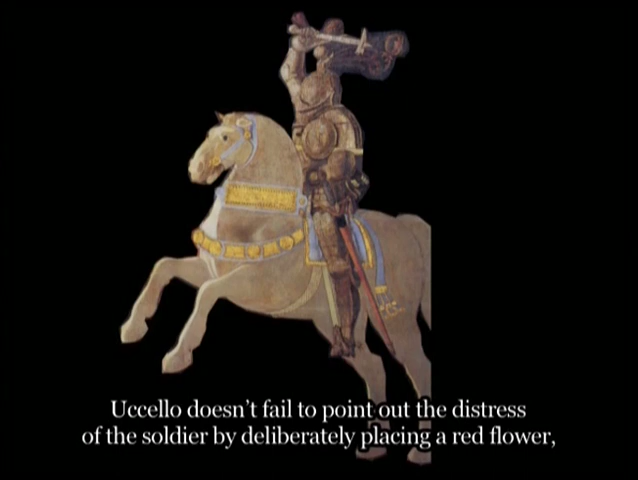 Uccello doesn't fail to point out the distress
of the soldier by deliberately placing a red flower,